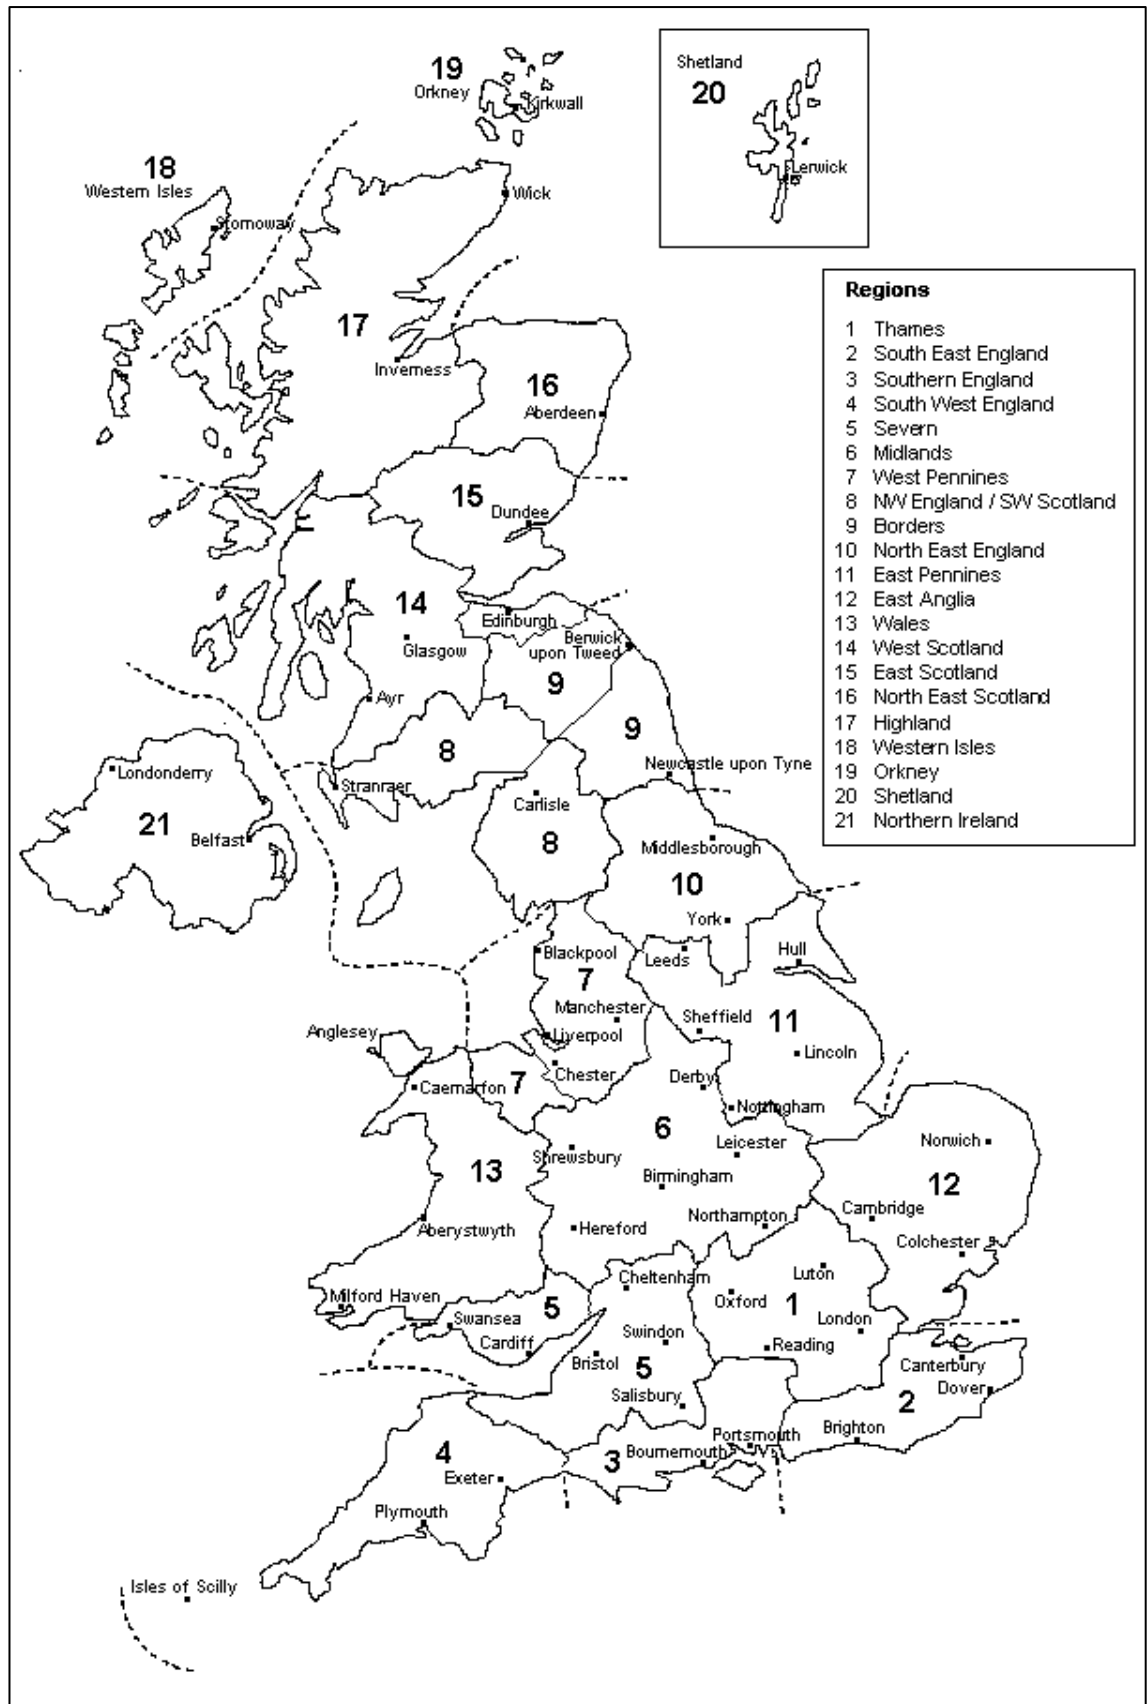 19
Orkney
Kirkwall
Shetland
20
Lerwick
18
Western Isles
Stornoway
Wick
17
Inverness
16
Aberdeen
Regions
1 Thames
2 South East England
3 Southern England
4 South West England
5 Severn
6 Midlands
7 West Pennines
8 NW England / SW Scotland
9 Borders
10 North East England
11 East Pennines
12 East Anglia
13 Wales
14 West Scotland
15 East Scotland
16 North East Scotland
17 Highland
18 Western Isles
19 Orkney
20 Shetland
21 Northern Ireland
15
Dundee
14
Glasgow
Edinburgh
Berwick
upon Tweed
9
Ayr
8
9
Newcastle upon Tyne
Londonderry
Stranraer
21
Belfast
Carlisle
8
Middlesborough
10
York
Leeds
Hull
Blackpool
7
Manchester
Liverpool
Sheffield
11
Lincoln
Anglesey
Caernarfon
7
Chester
Derby
Nottingham
6
Leicester
Shrewsbury
Birmingham
Norwich
12
Cambridge
Colchester
13
Aberystwyth
Hereford
Northampton
Milford Haven
Swansea
5
Cardiff
Cheltenham
Oxford
Luton
1
London
Swindon
Reading
Bristol
5
Salisbury
Canterbury
Dover
2
Brighton
Portsmouth
Bournemouth
3
4
Exeter
Plymouth
Isles of Scilly